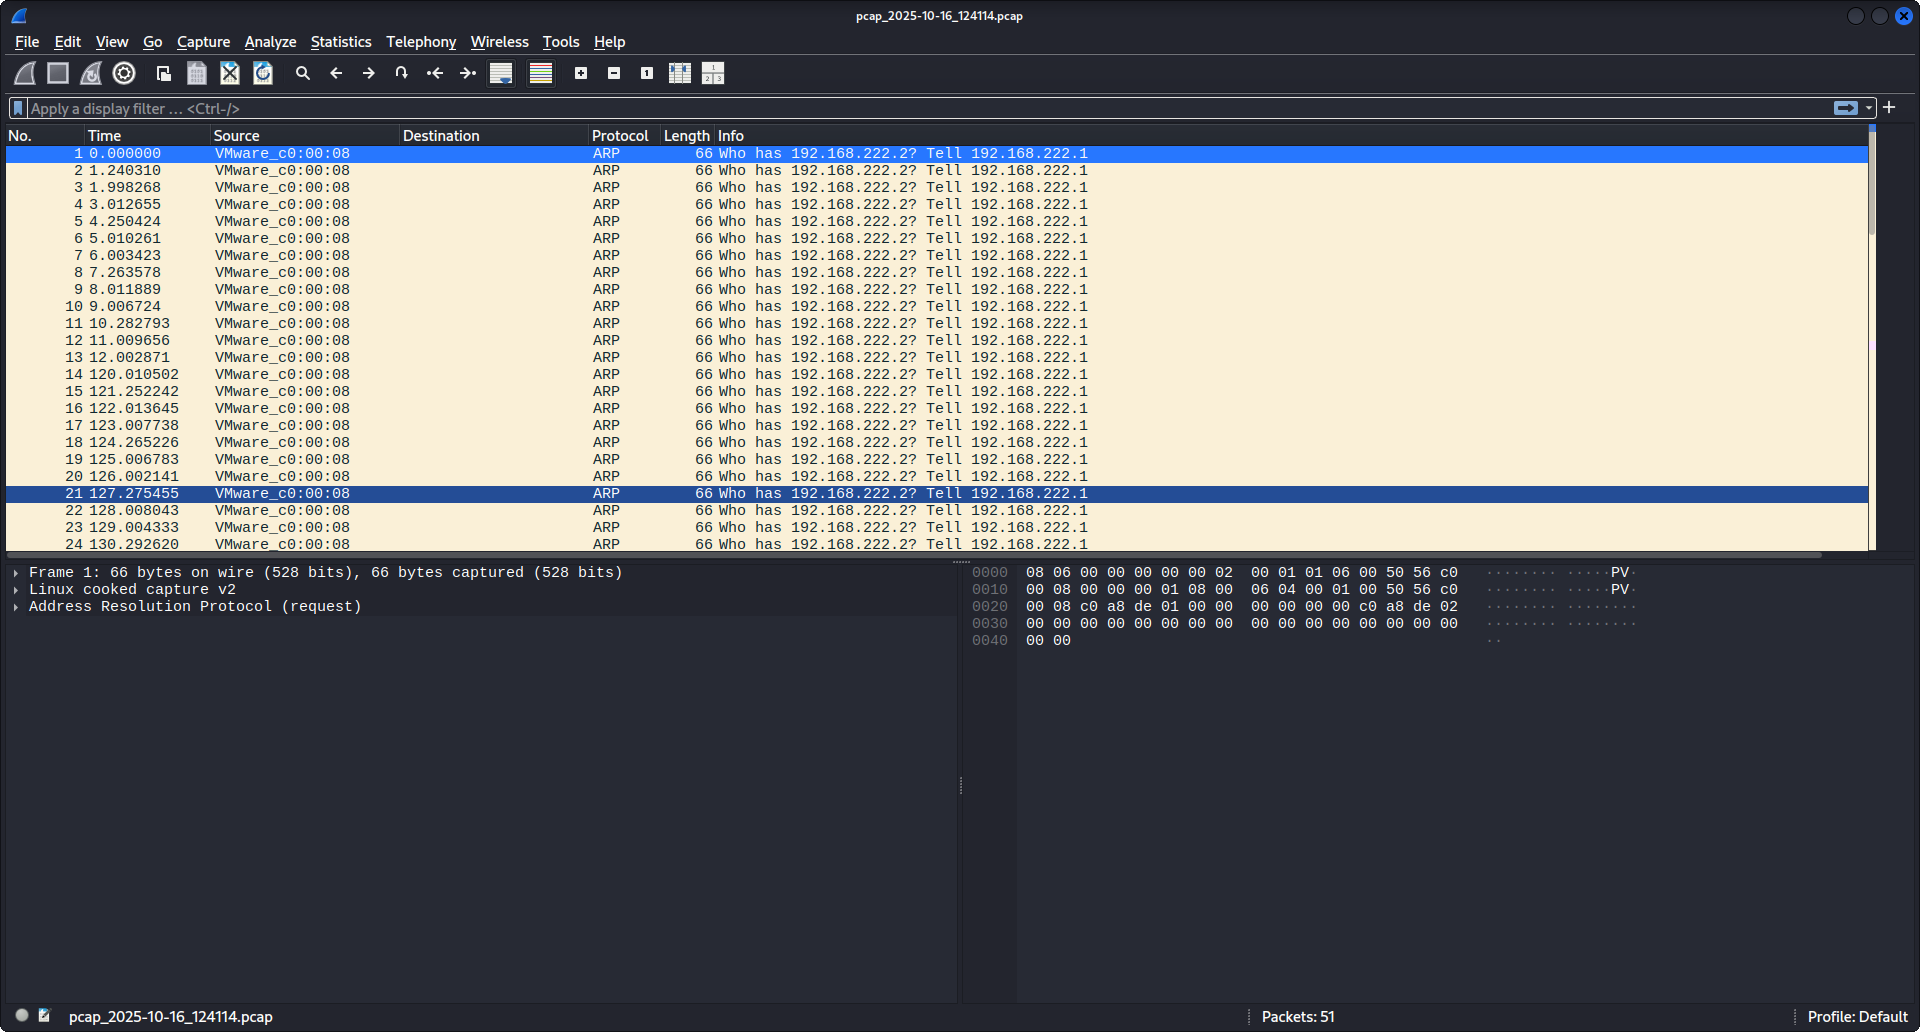 pcap_2025-10-16_124114.pcap
File Edit View Go Capture Analyze Statistics Telephony Wireless Tools Help
Apply a display filter … <Ctrl-/>
No. Time Source Destination Protocol Length Info
1 0.000000 VMware_c0:00:08 ARP 66 Who has 192.168.222.2? Tell 192.168.222.1
2 1.240310 VMware_c0:00:08 ARP 66 Who has 192.168.222.2? Tell 192.168.222.1
3 1.998268 VMware_c0:00:08 ARP 66 Who has 192.168.222.2? Tell 192.168.222.1
4 3.012655 VMware_c0:00:08 ARP 66 Who has 192.168.222.2? Tell 192.168.222.1
5 4.250424 VMware_c0:00:08 ARP 66 Who has 192.168.222.2? Tell 192.168.222.1
6 5.010261 VMware_c0:00:08 ARP 66 Who has 192.168.222.2? Tell 192.168.222.1
7 6.003423 VMware_c0:00:08 ARP 66 Who has 192.168.222.2? Tell 192.168.222.1
8 7.263578 VMware_c0:00:08 ARP 66 Who has 192.168.222.2? Tell 192.168.222.1
9 8.011889 VMware_c0:00:08 ARP 66 Who has 192.168.222.2? Tell 192.168.222.1
10 9.006724 VMware_c0:00:08 ARP 66 Who has 192.168.222.2? Tell 192.168.222.1
11 10.282793 VMware_c0:00:08 ARP 66 Who has 192.168.222.2? Tell 192.168.222.1
12 11.009656 VMware_c0:00:08 ARP 66 Who has 192.168.222.2? Tell 192.168.222.1
13 12.002871 VMware_c0:00:08 ARP 66 Who has 192.168.222.2? Tell 192.168.222.1
14 120.010502 VMware_c0:00:08 ARP 66 Who has 192.168.222.2? Tell 192.168.222.1
15 121.252242 VMware_c0:00:08 ARP 66 Who has 192.168.222.2? Tell 192.168.222.1
16 122.013645 VMware_c0:00:08 ARP 66 Who has 192.168.222.2? Tell 192.168.222.1
17 123.007738 VMware_c0:00:08 ARP 66 Who has 192.168.222.2? Tell 192.168.222.1
18 124.265226 VMware_c0:00:08 ARP 66 Who has 192.168.222.2? Tell 192.168.222.1
19 125.006783 VMware_c0:00:08 ARP 66 Who has 192.168.222.2? Tell 192.168.222.1
20 126.002141 VMware_c0:00:08 ARP 66 Who has 192.168.222.2? Tell 192.168.222.1
21 127.275455 VMware_c0:00:08 ARP 66 Who has 192.168.222.2? Tell 192.168.222.1
22 128.008043 VMware_c0:00:08 ARP 66 Who has 192.168.222.2? Tell 192.168.222.1
23 129.004333 VMware_c0:00:08 ARP 66 Who has 192.168.222.2? Tell 192.168.222.1
24 130.292620 VMware_c0:00:08 ARP 66 Who has 192.168.222.2? Tell 192.168.222.1
Frame 1: 66 bytes on wire (528 bits), 66 bytes captured (528 bits)
Linux cooked capture v2
Address Resolution Protocol (request)
0000 08 06 00 00 00 00 00 02 00 01 01 06 00 50 56 c0 ········ ·····PV·
0010 00 08 00 00 00 01 08 00 06 04 00 01 00 50 56 c0 ········ ·····PV·
0020 00 08 c0 a8 de 01 00 00 00 00 00 00 c0 a8 de 02 ········ ········
0030 00 00 00 00 00 00 00 00 00 00 00 00 00 00 00 00 ········ ········
0040 00 00 ··
pcap_2025-10-16_124114.pcap Packets: 51 Profile: Default